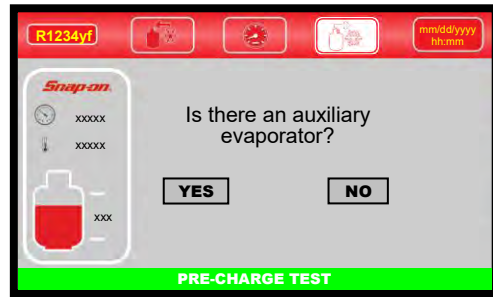 R1234yf
mm/dd/yyyy
hh:mm
Snap-on
xxxxx
xxxxx
xxx
Is there an auxiliary
evaporator?
YES
NO
PRE-CHARGE TEST